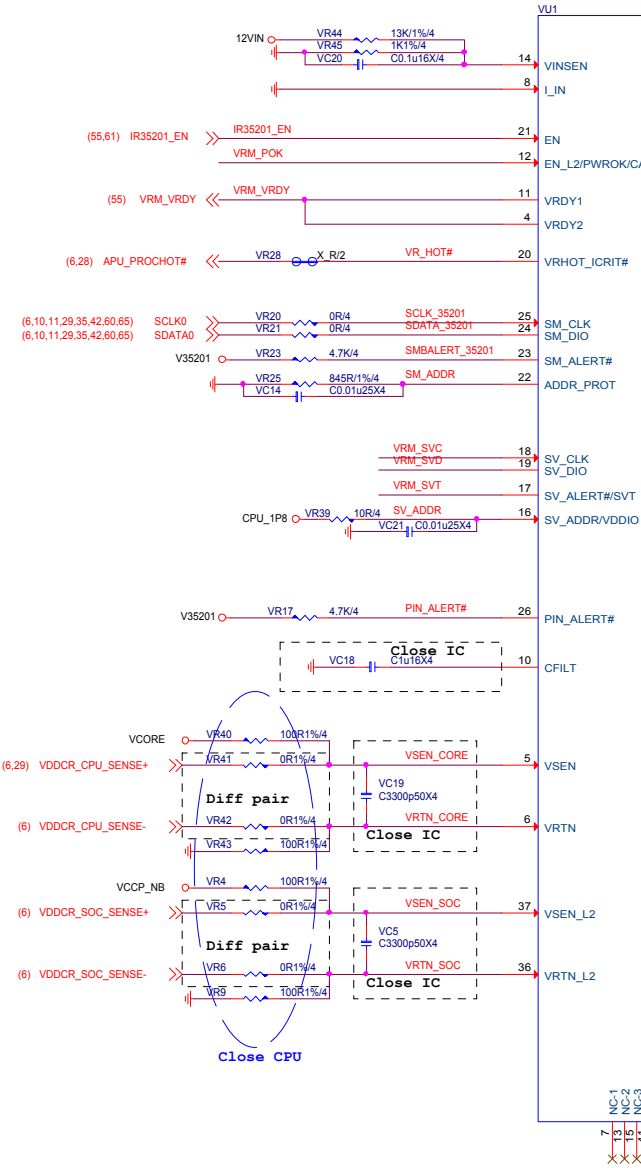 VU1
12VIN VR44 13K/1%/4
VR45 1K1%/4
VC20 C0.1u16X/4
14 VINSEN
8 I_IN
(55,61) IR35201_EN IR35201_EN 21 EN
VRM_POK 12 EN_L2/PWROK/CA
(55) VRM_VRDY VRM_VRDY 11 VRDY1
4 VRDY2
(6,28) APU_PROCHOT# VR28 X_R/2 VR_HOT# 20 VRHOT_ICRIT#
(6,10,11,29,35,42,60,65) SCLK0 VR20 0R/4 SCLK_35201 25 SM_CLK
(6,10,11,29,35,42,60,65) SDATA0 VR21 0R/4 SDATA_35201 24 SM_DIO
V35201 VR23 4.7K/4 SMBALERT_35201 23 SM_ALERT#
VR25 845R/1%/4 SM_ADDR 22 ADDR_PROT
VC14 C0.01u25X4
VRM_SVC 18 SV_CLK
VRM_SVD 19 SV_DIO
VRM_SVT 17 SV_ALERT#/SVT
CPU_1P8 VR39 10R/4 SV_ADDR 16 SV_ADDR/VDDIO
VC21 C0.01u25X4
V35201 VR17 4.7K/4 PIN_ALERT# 26 PIN_ALERT#
Close IC
VC18 C1u16X4 10 CFILT
VCORE VR40 100R1%/4
(6,29) VDDCR_CPU_SENSE+ VR41 0R1%/4 VSEN_CORE 5 VSEN
Diff pair
VC19
C3300p50X4
(6) VDDCR_CPU_SENSE- VR42 0R1%/4 VRTN_CORE 6 VRTN
Close IC
VR43 100R1%/4
VCCP_NB VR4 100R1%/4
(6) VDDCR_SOC_SENSE+ VR5 0R1%/4 VSEN_SOC 37 VSEN_L2
Diff pair
VC5
C3300p50X4
(6) VDDCR_SOC_SENSE- VR6 0R1%/4 VRTN_SOC 36 VRTN_L2
Close IC
VR9 100R1%/4
Close CPU
NC-1
NC-2
NC-3
7
13
15